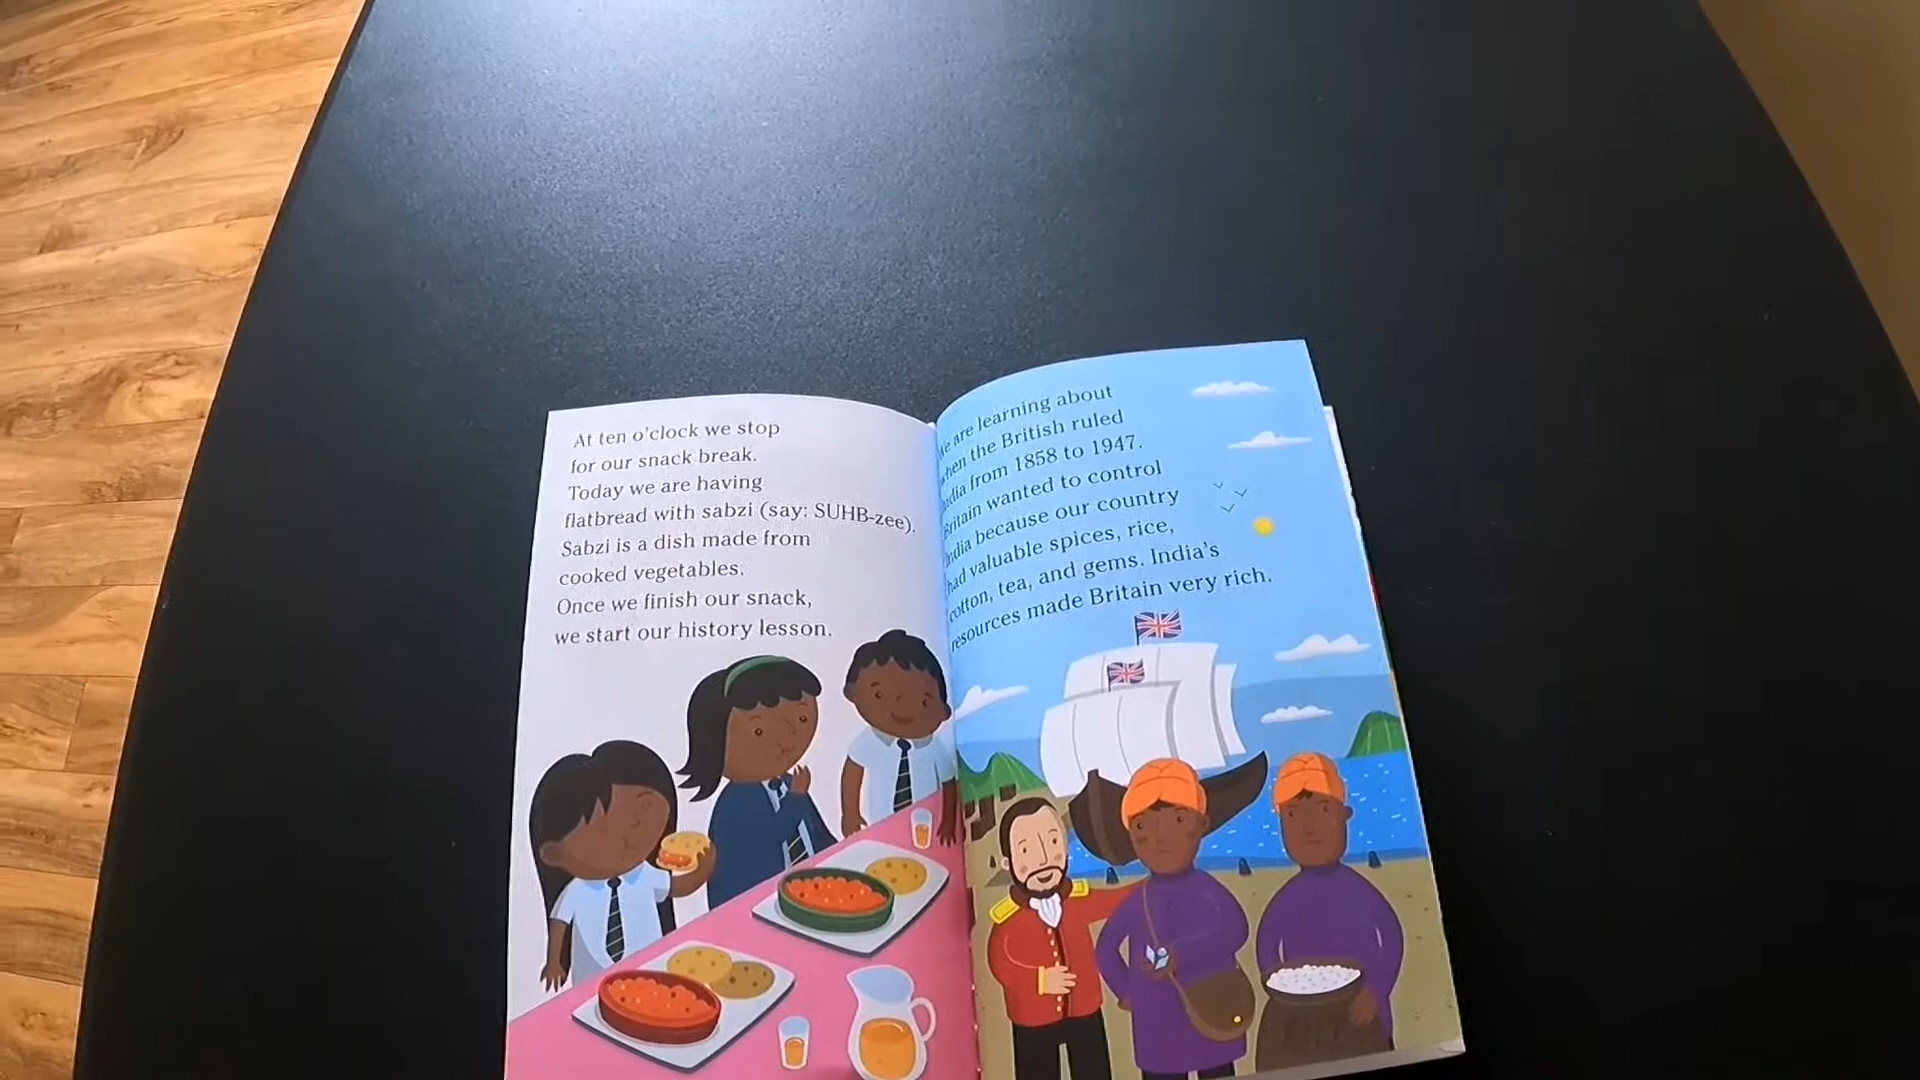 At ten o'clock we stop
for our snack break.
Today we are having
flatbread with sabzi (say: SUHB-zee).
Sabzi is a dish made from
cooked vegetables.
Once we finish our snack,
we start our history lesson.
We are learning about
when the British ruled
India from 1858 to 1947.
Britain wanted to control
India because our country
had valuable spices, rice,
cotton, tea, and gems. India's
resources made Britain very rich.